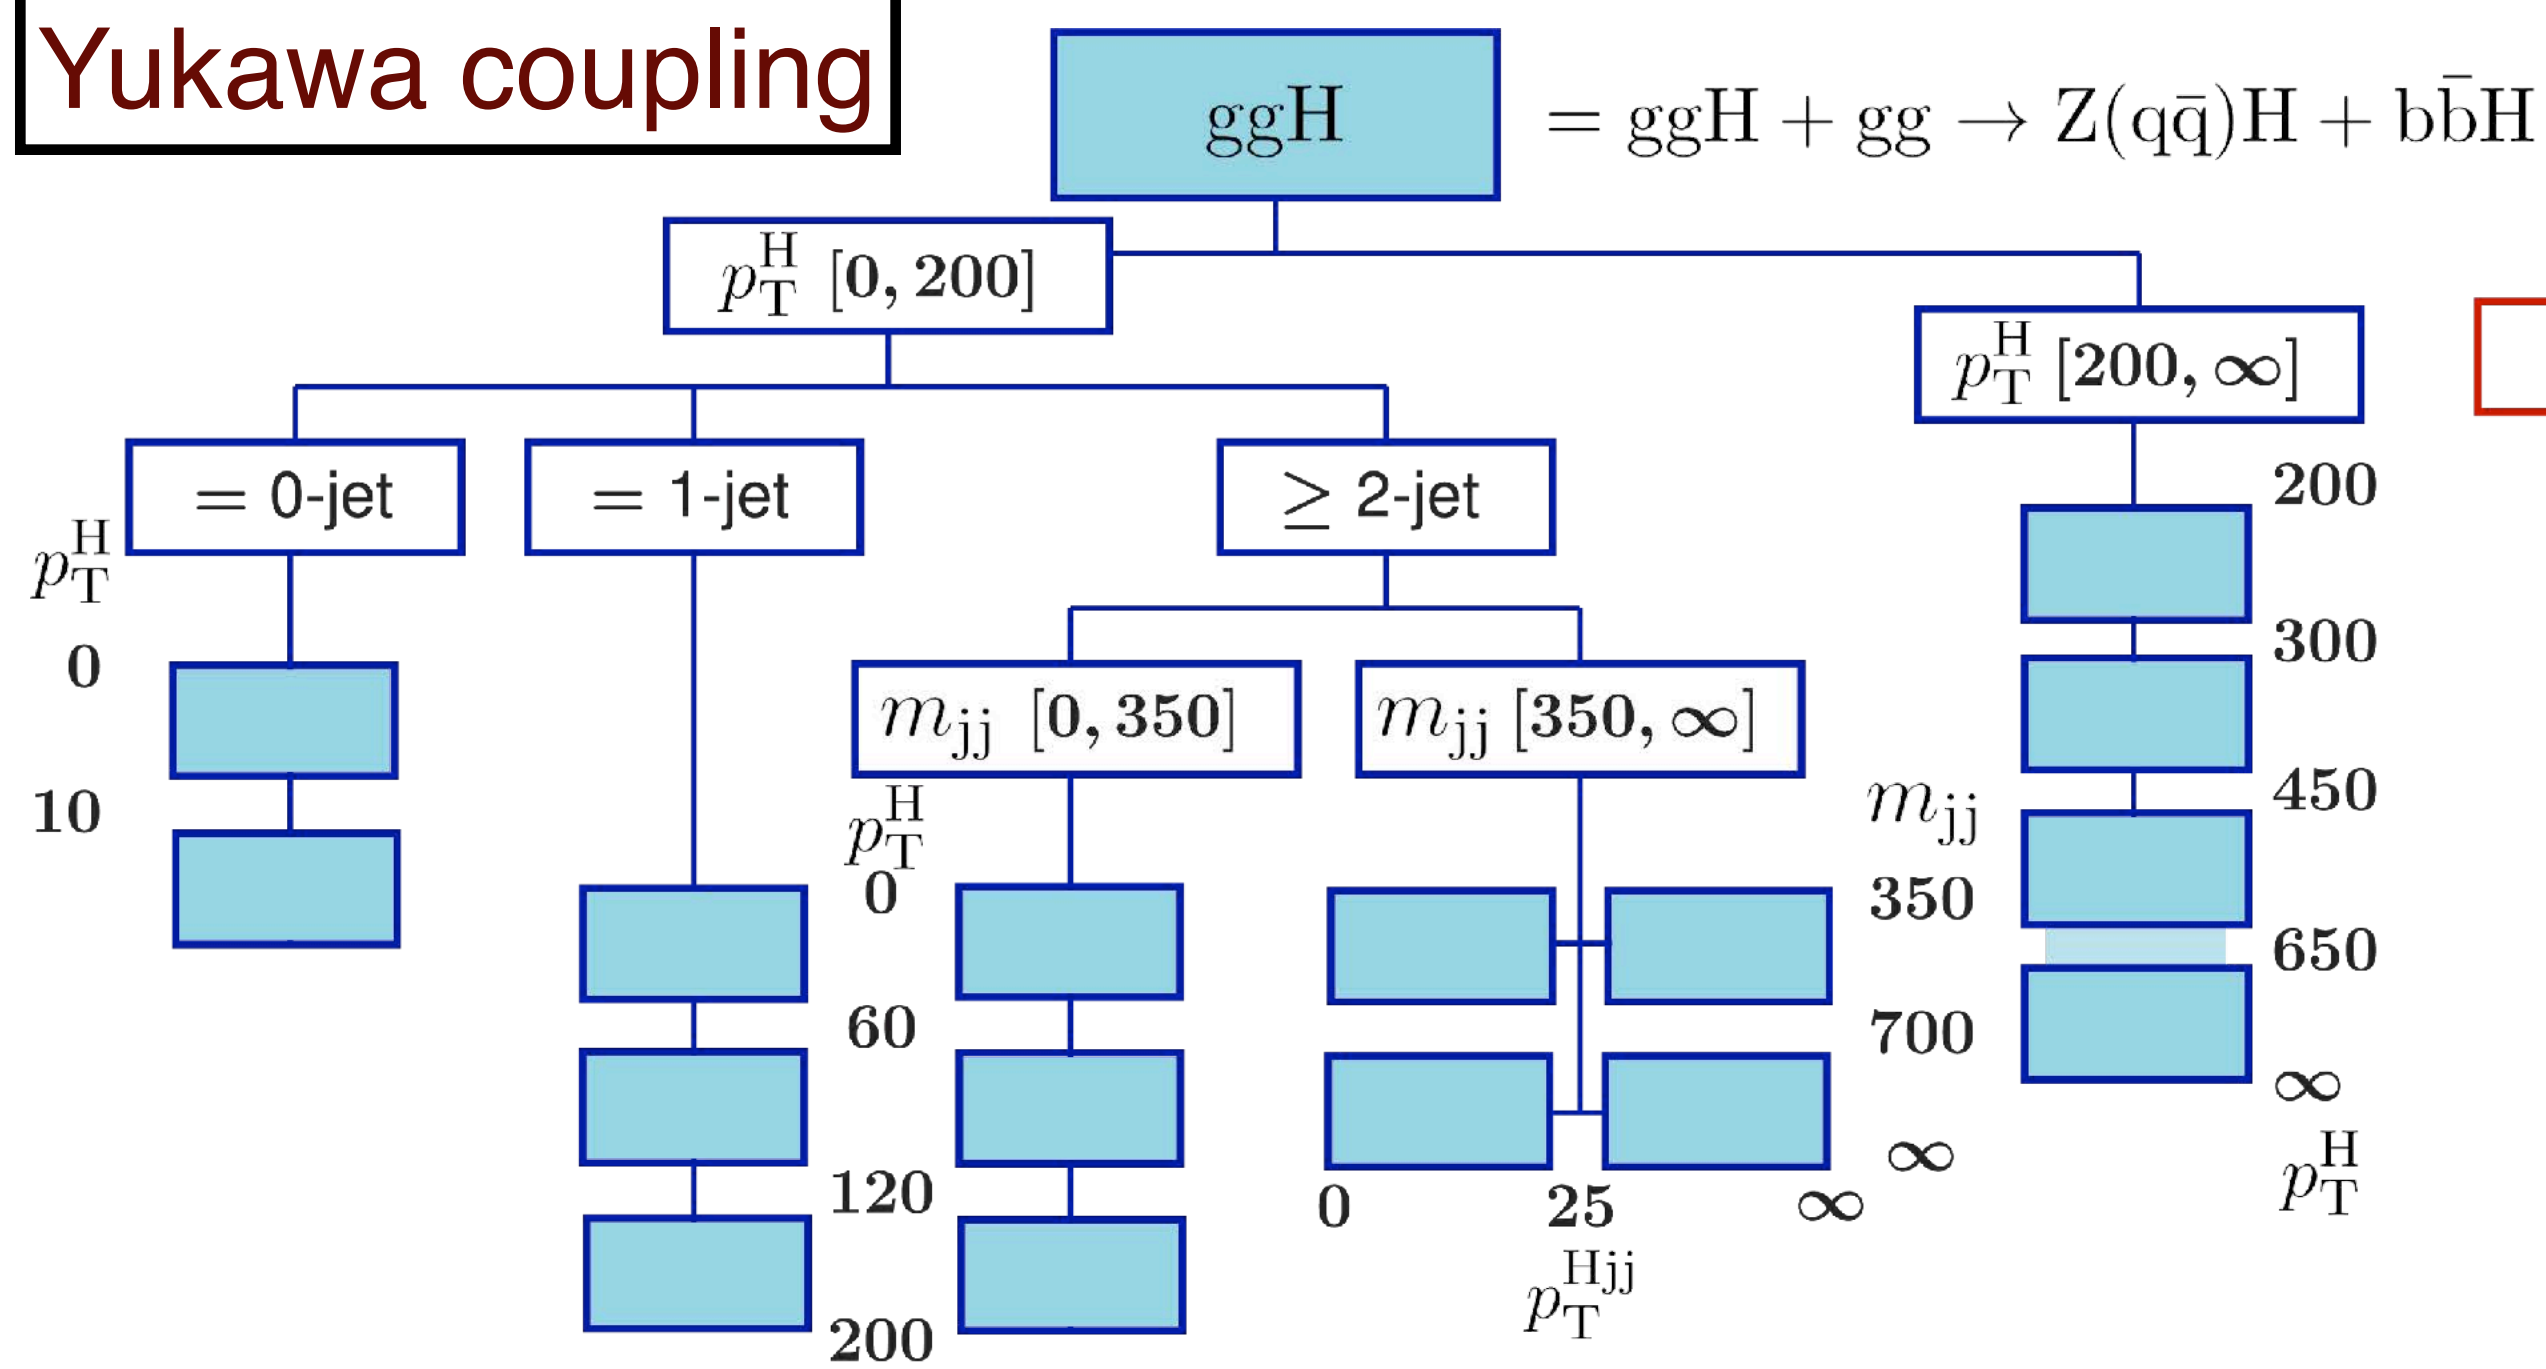 Yukawa coupling
ggH
= ggH + gg → Z(qq̄)H + bb̄H
p_T^H [0, 200]
p_T^H [200, ∞]
= 0-jet
= 1-jet
≥ 2-jet
p_T^H
0
10
m_jj [0, 350]
m_jj [350, ∞]
p_T^H
0
60
120
200
m_jj
350
700
∞
0 25 ∞
p_T^Hjj
200
300
450
650
∞
p_T^H